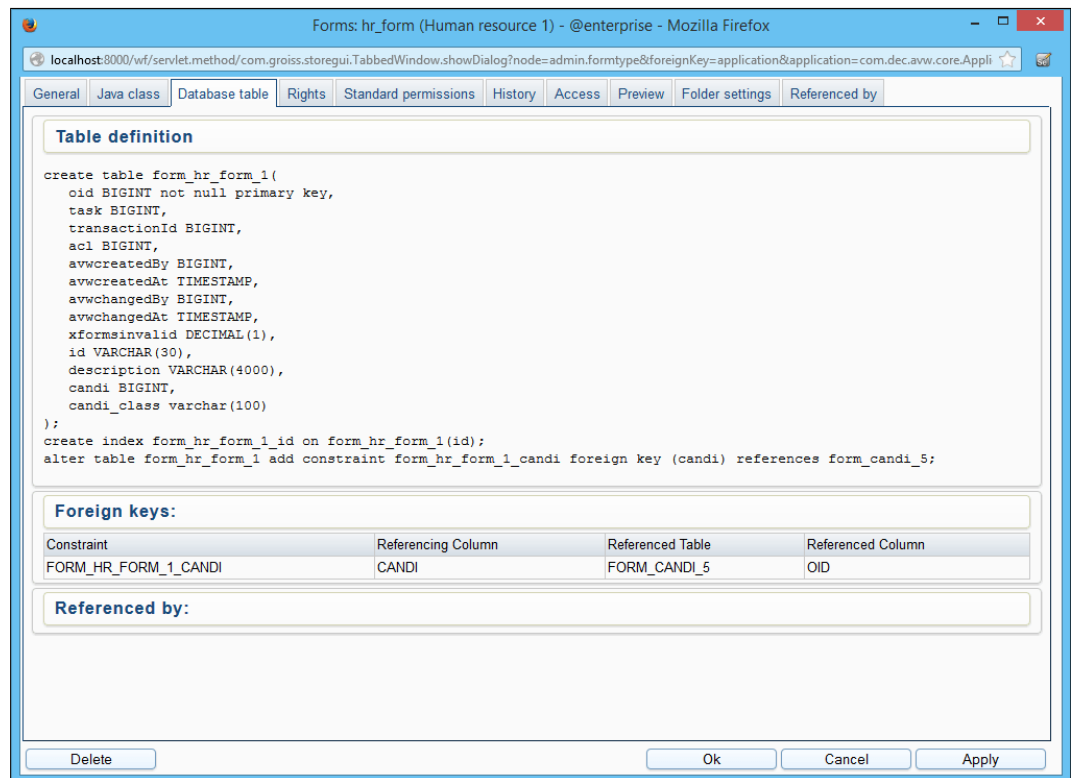 Forms: hr_form (Human resource 1) - @enterprise - Mozilla Firefox
localhost:8000/wf/servlet.method/com.groiss.storegui.TabbedWindow.showDialog?node=admin.formtype&foreignKey=application&application=com.dec.avw.core.Appli
General Java class Database table Rights Standard permissions History Access Preview Folder settings Referenced by
Table definition
create table form_hr_form_1(
oid BIGINT not null primary key,
task BIGINT,
transactionId BIGINT,
acl BIGINT,
avwcreatedBy BIGINT,
avwcreatedAt TIMESTAMP,
avwchangedBy BIGINT,
avwchangedAt TIMESTAMP,
xformsinvalid DECIMAL(1),
id VARCHAR(30),
description VARCHAR(4000),
candi BIGINT,
candi_class varchar(100)
);
create index form_hr_form_1_id on form_hr_form_1(id);
alter table form_hr_form_1 add constraint form_hr_form_1_candi foreign key (candi) references form_candi_5;
Foreign keys:
Constraint Referencing Column Referenced Table Referenced Column
FORM_HR_FORM_1_CANDI CANDI FORM_CANDI_5 OID
Referenced by:
Delete Ok Cancel Apply